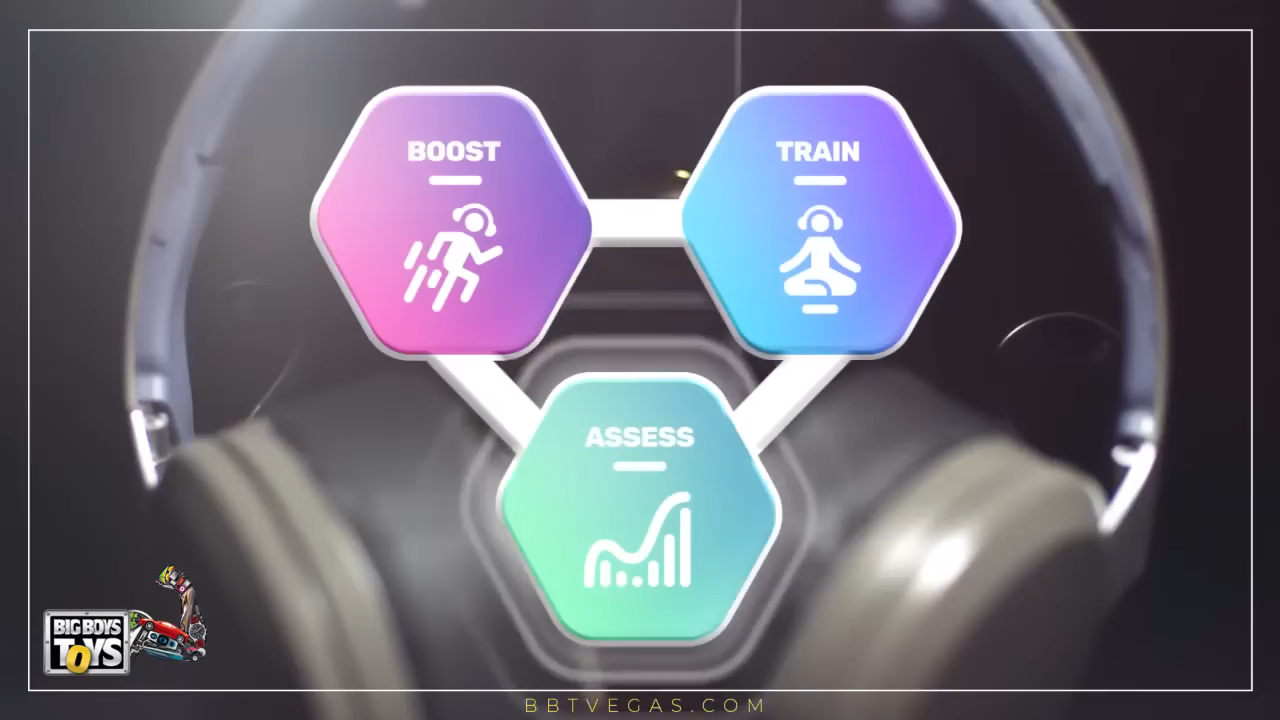 BOOST
TRAIN
ASSESS
BIG BOYS
TOYS
BBTVEGAS.COM